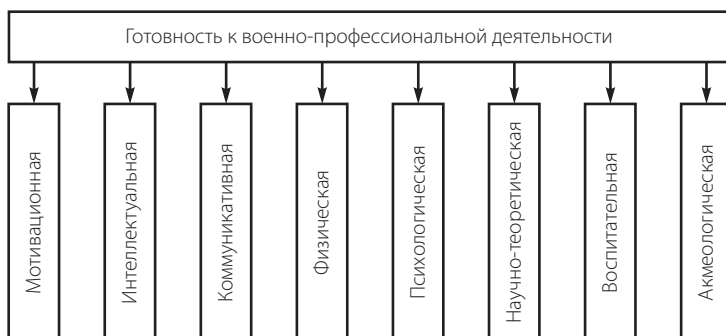 Готовность к военно-профессиональной деятельности
Мотивационная
Интеллектуальная
Коммуникативная
Физическая
Психологическая
Научно-теоретическая
Воспитательная
Акмеологическая